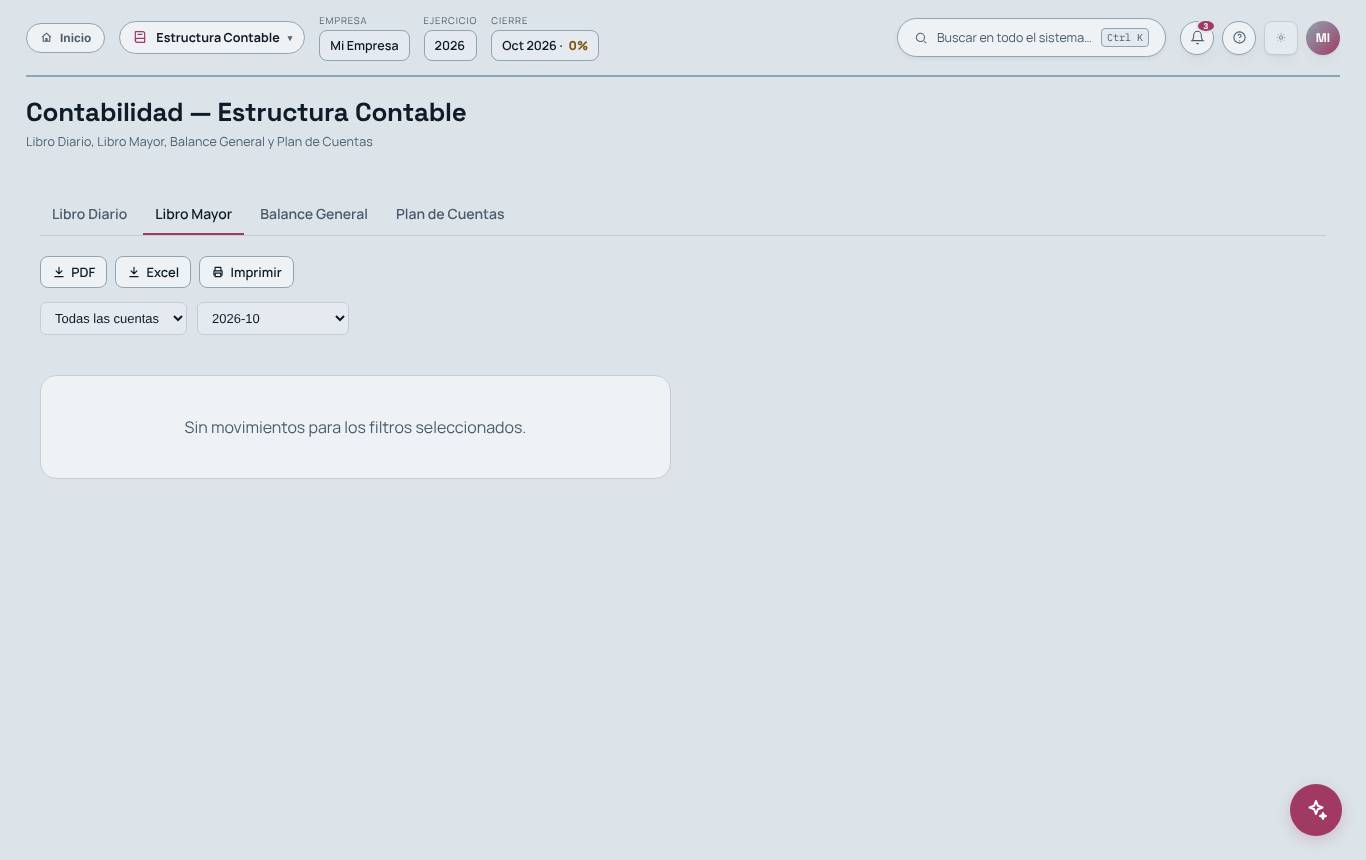 Inicio
Estructura Contable ▾
EMPRESA
Mi Empresa
EJERCICIO
2026
CIERRE
Oct 2026 · 0%
Buscar en todo el sistema… Ctrl K
3
MI
Contabilidad — Estructura Contable
Libro Diario, Libro Mayor, Balance General y Plan de Cuentas
Libro Diario Libro Mayor Balance General Plan de Cuentas
PDF Excel Imprimir
Todas las cuentas 2026-10
Sin movimientos para los filtros seleccionados.